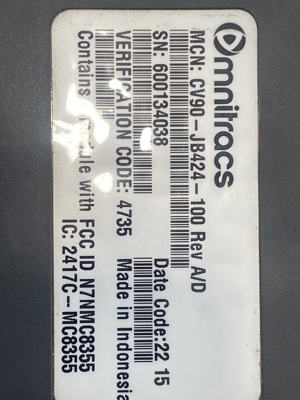 Omnitracs
MCN: CV90-JB424-100 Rev A/D
SN: 600134038 Date Code:22 15
VERIFICATION CODE: 4735 Made in Indonesia
Contains module with FCC ID N7NMC8355
IC: 2417C-MC8355